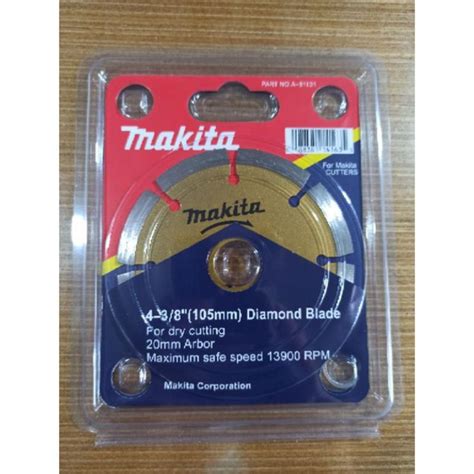 PART NO.A-
Makita
For Makita
CUTTERS
Makita
4-3/8"(105mm) Diamond Blade
For dry cutting
20mm Arbor
Maximum safe speed 13900 RPM
Makita Corporation